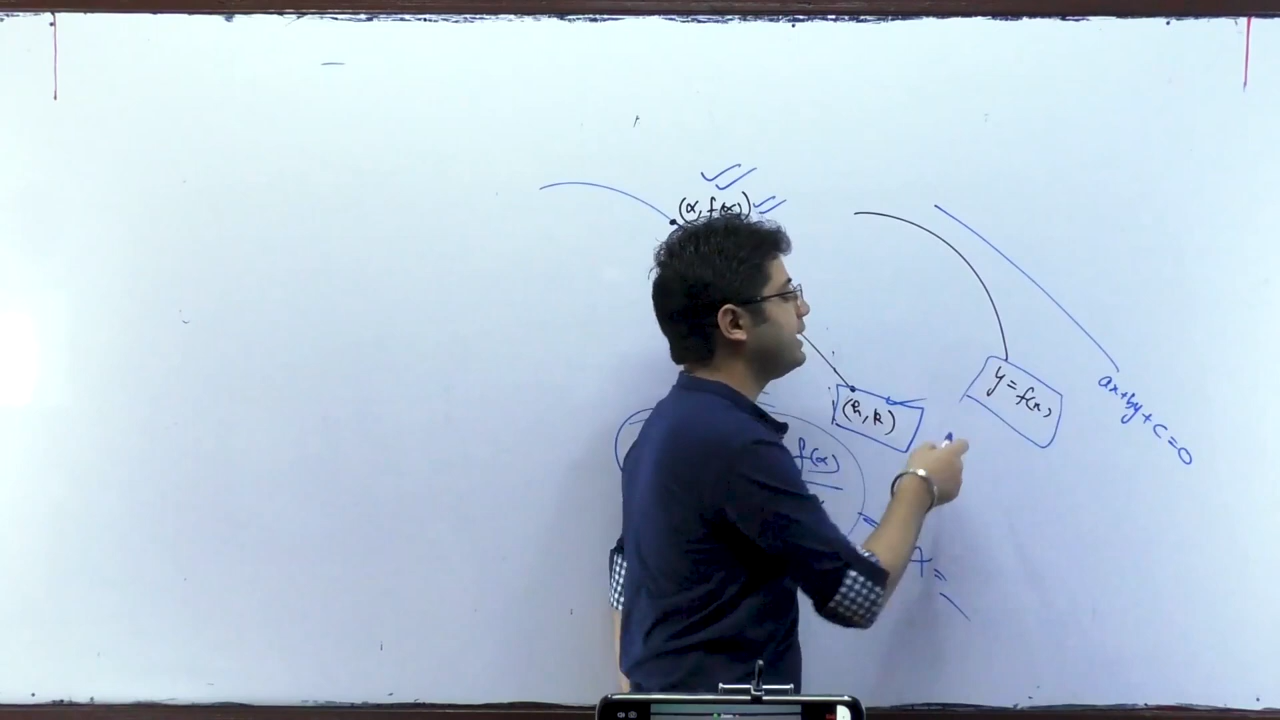 (α, f(α))
(h, k)
y = f(x)
ax+by+c=0
f(α)